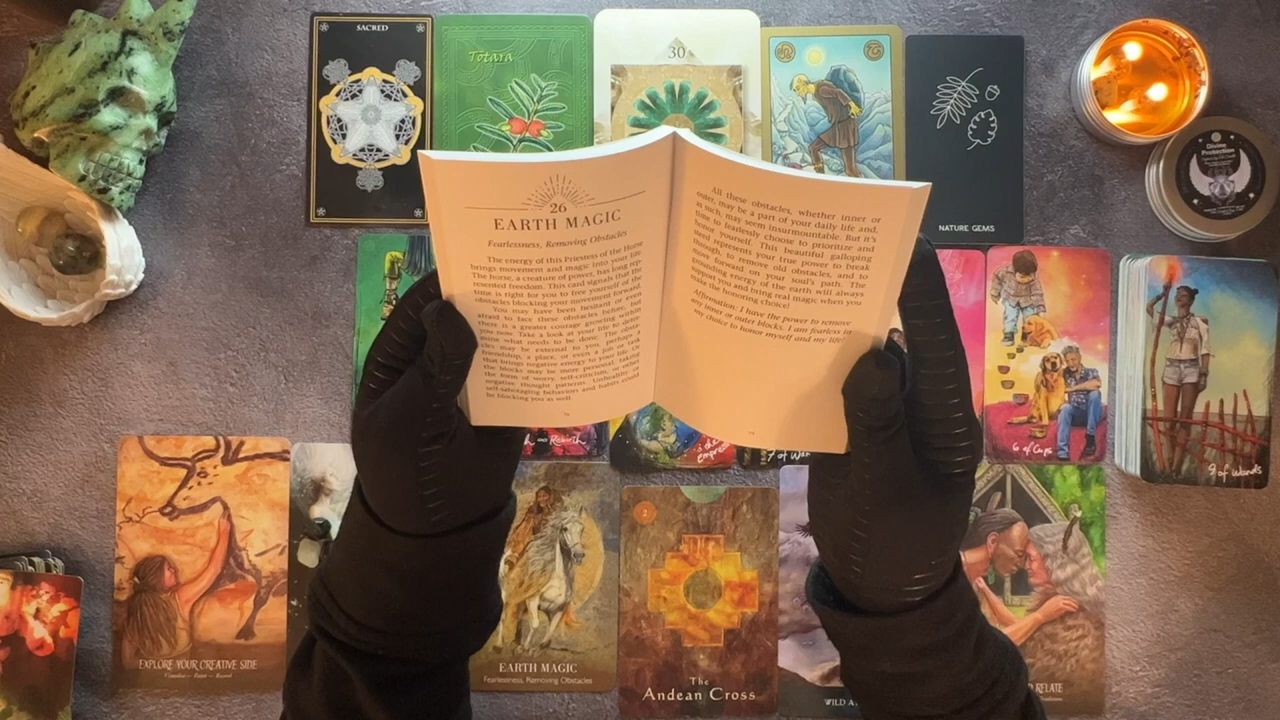 SACRED
Totara
30
NATURE GEMS
Divine
Protection
26
EARTH MAGIC
Fearlessness, Removing Obstacles
The energy of this Priestess of the Horse
brings movement and magic into your life.
The horse, a creature of power, has long rep-
resented freedom. This card signals that the
time is right for you to free yourself of the
obstacles blocking your movement forward.
You may have been hesitant or even
afraid to face these obstacles before, but
there is a greater courage growing within
you now. Take a look at your life to deter-
mine what needs to be done. The obsta-
cles may be external to you, perhaps a
friendship, a place, or even a job or task
that brings negative energy to your life. Or
the blocks may be more personal, taking
the form of worry, self-criticism, or other
negative thought patterns. Unhealthy or
self-sabotaging behaviors and habits could
be blocking you as well.
All these obstacles, whether inner or
outer, may be a part of your daily life and,
as such, may seem insurmountable. But it's
time to fearlessly choose to prioritize and
honor yourself. This beautiful galloping
steed represents your true power to break
through, to remove old obstacles, and to
move forward on your soul's path. The
grounding energy of the earth will always
support you and bring real magic when you
make the honoring choice!
Affirmation: I have the power to remove
any inner or outer blocks. I am fearless in
my choice to honor myself and my life!
Rebirth
the
empress
7 of Wan
6 of Cups
9 of Wands
EXPLORE YOUR CREATIVE SIDE
EARTH MAGIC
Fearlessness, Removing Obstacles
2
The
Andean Cross
WILD A
RELATE